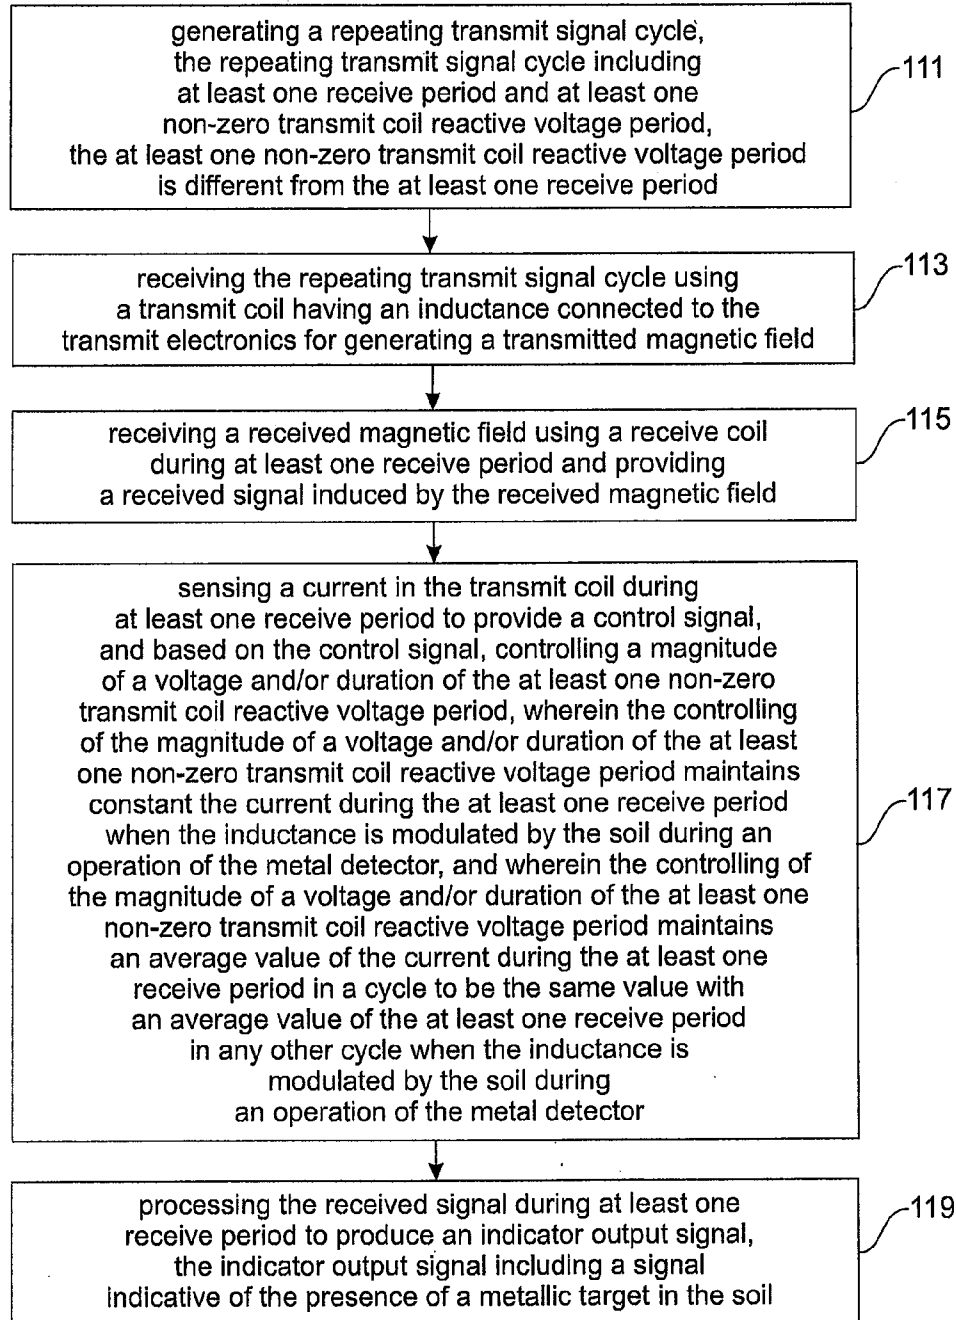 generating a repeating transmit signal cycle,
the repeating transmit signal cycle including
at least one receive period and at least one
non-zero transmit coil reactive voltage period,
the at least one non-zero transmit coil reactive voltage period
is different from the at least one receive period
111
receiving the repeating transmit signal cycle using
a transmit coil having an inductance connected to the
transmit electronics for generating a transmitted magnetic field
113
receiving a received magnetic field using a receive coil
during at least one receive period and providing
a received signal induced by the received magnetic field
115
sensing a current in the transmit coil during
at least one receive period to provide a control signal,
and based on the control signal, controlling a magnitude
of a voltage and/or duration of the at least one non-zero
transmit coil reactive voltage period, wherein the controlling
of the magnitude of a voltage and/or duration of the at least
one non-zero transmit coil reactive voltage period maintains
constant the current during the at least one receive period
when the inductance is modulated by the soil during an
operation of the metal detector, and wherein the controlling of
the magnitude of a voltage and/or duration of the at least one
non-zero transmit coil reactive voltage period maintains
an average value of the current during the at least one
receive period in a cycle to be the same value with
an average value of the at least one receive period
in any other cycle when the inductance is
modulated by the soil during
an operation of the metal detector
117
processing the received signal during at least one
receive period to produce an indicator output signal,
the indicator output signal including a signal
indicative of the presence of a metallic target in the soil
119